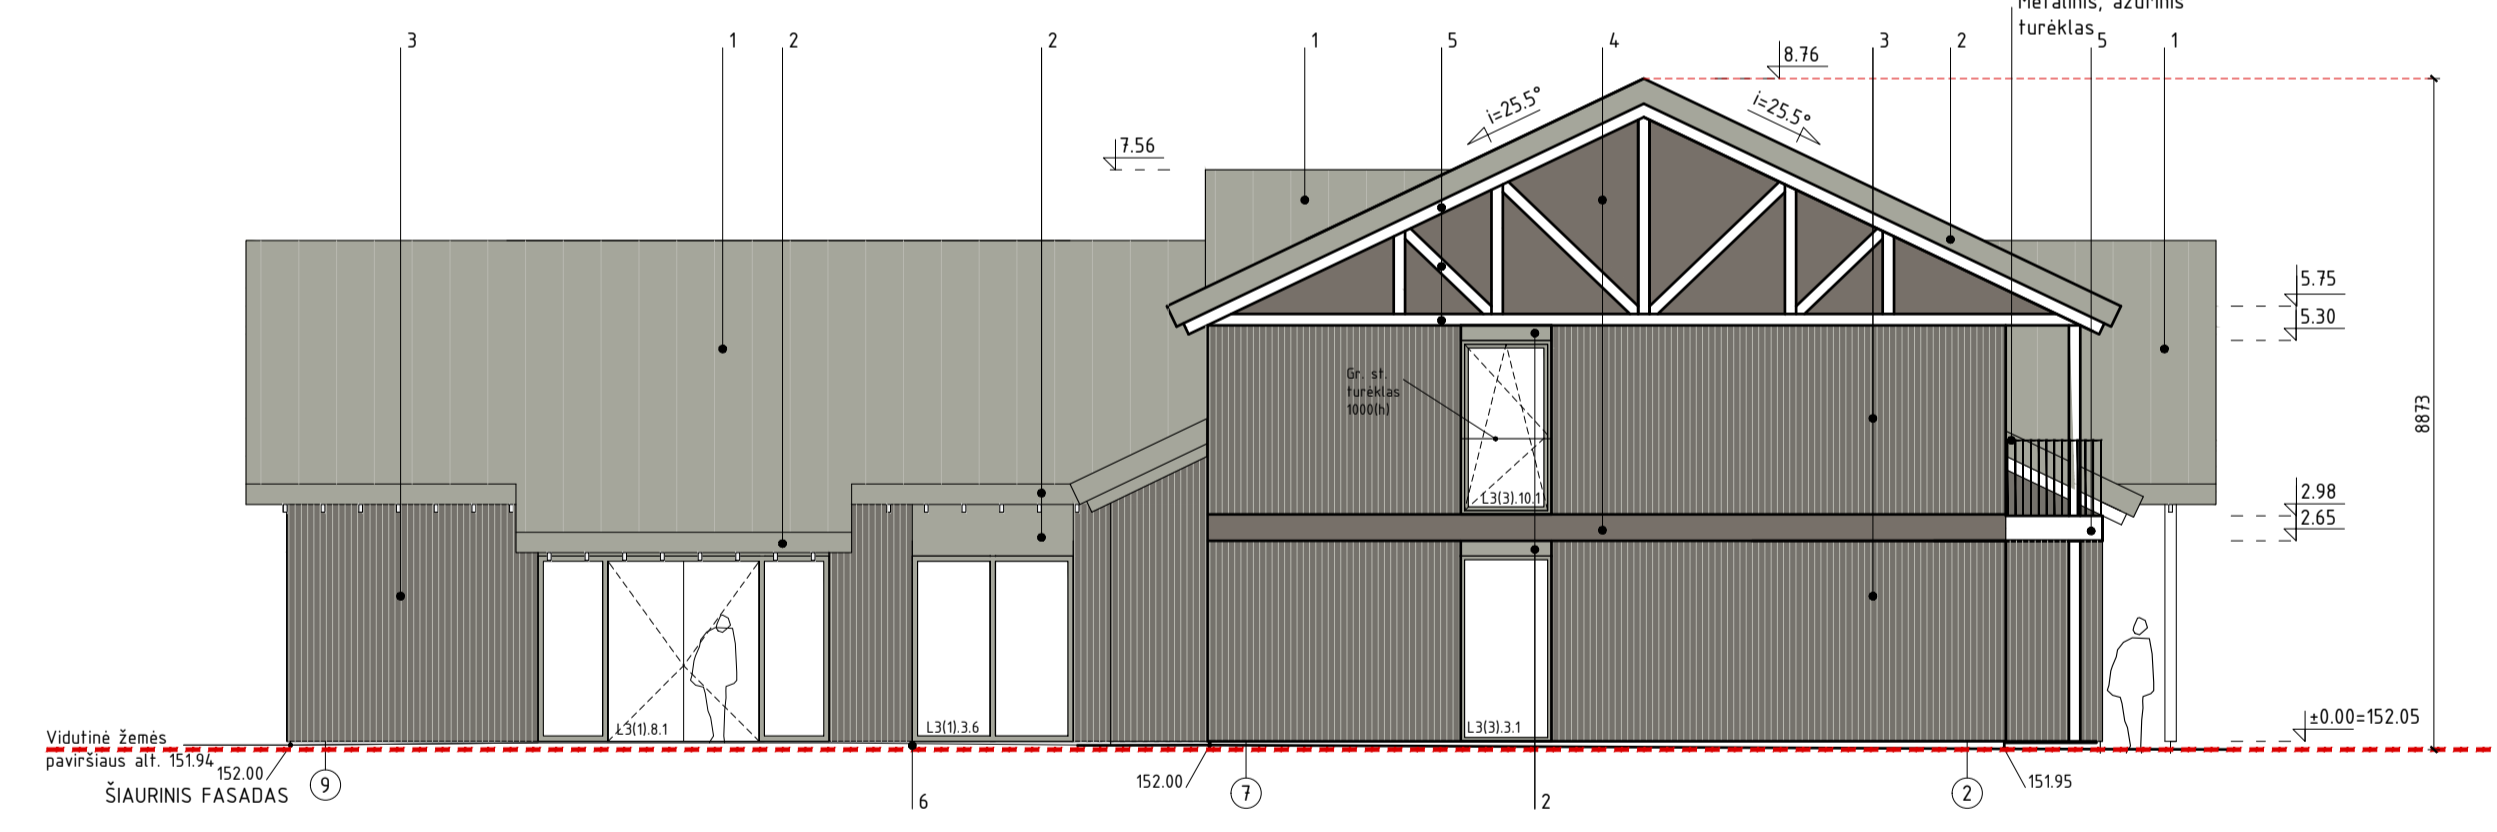 Metalinis, ažūrinis
turėklas
3
1
2
2
1
5
4
3
2
5
1
8.76
i=25.5°
i=25.5°
7.56
5.75
5.30
Gr. st.
turėklas
1000(h)
8873
L3(3).10.1
2.98
2.65
L3(1).8.1
L3(1).3.6
L3(3).3.1
±0.00=152.05
Vidutinė žemės
paviršiaus alt. 151.94
152.00
9
ŠIAURINIS FASADAS
6
152.00
7
2
2
151.95